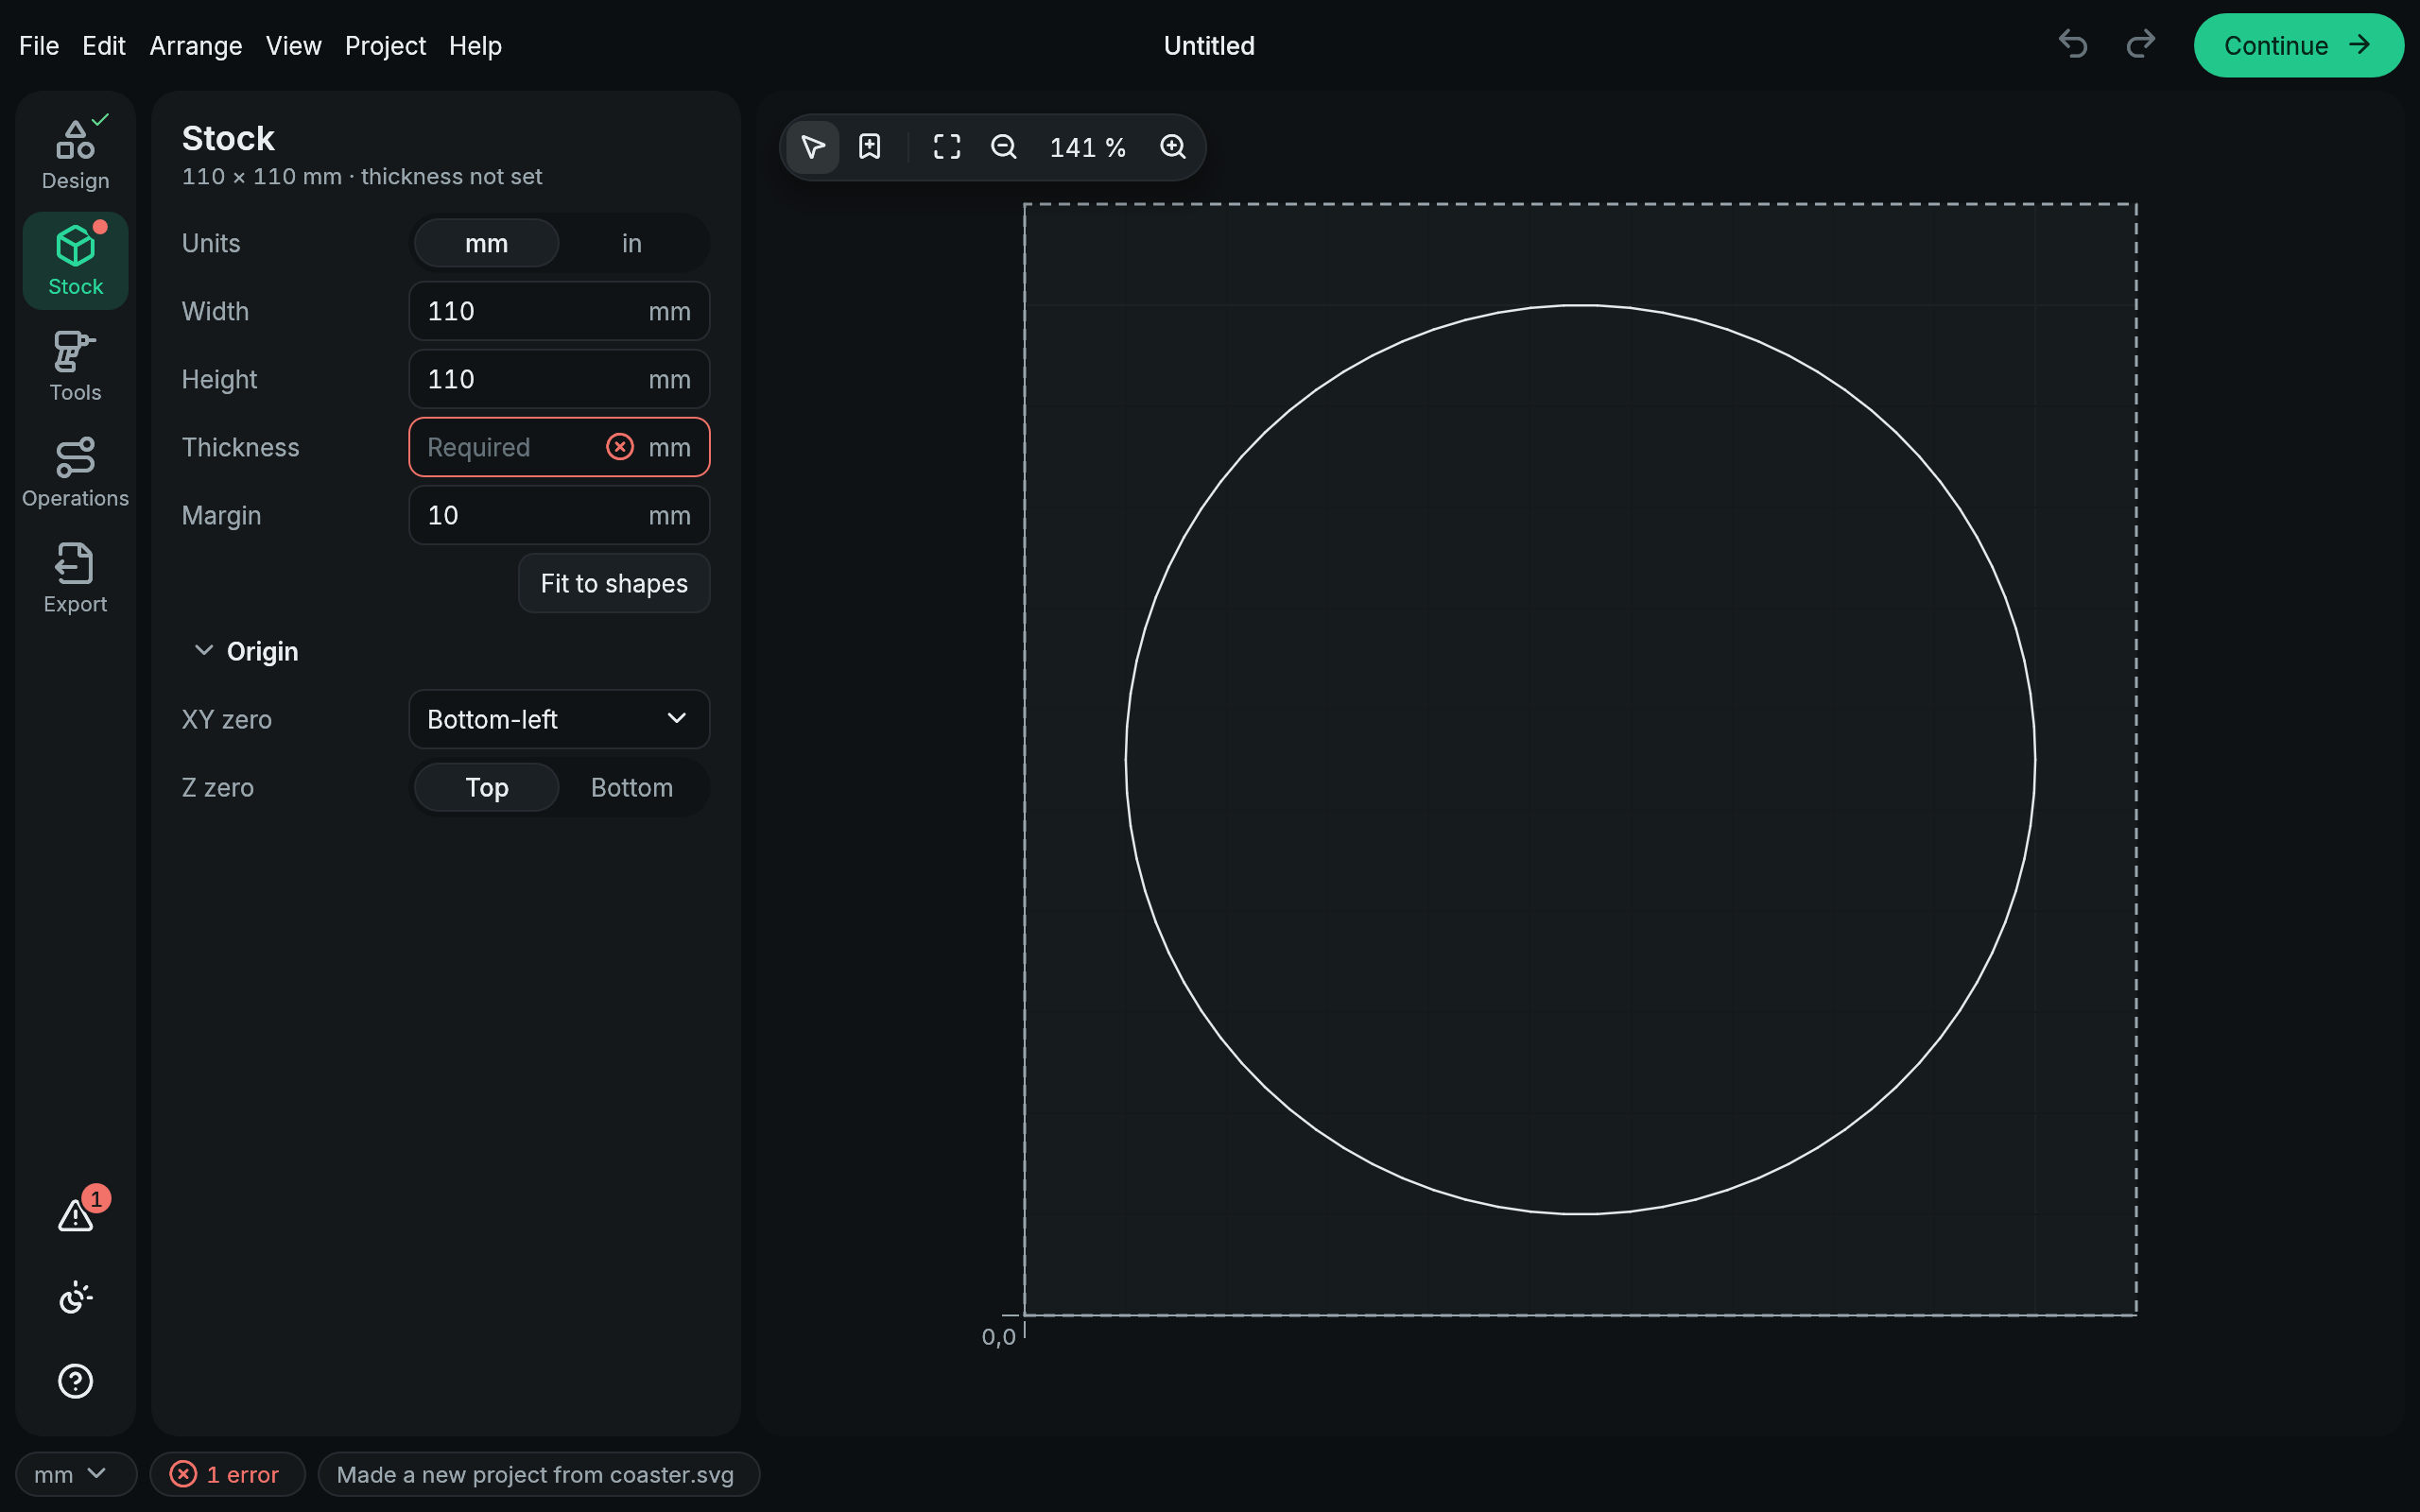 File Edit Arrange View Project Help
Untitled
Continue
Design
Stock
Tools
Operations
Export
1
Stock
110 × 110 mm · thickness not set
Units mm in
Width 110 mm
Height 110 mm
Thickness Required mm
Margin 10 mm
Fit to shapes
Origin
XY zero Bottom-left
Z zero Top Bottom
141 %
0,0
mm
1 error
Made a new project from coaster.svg